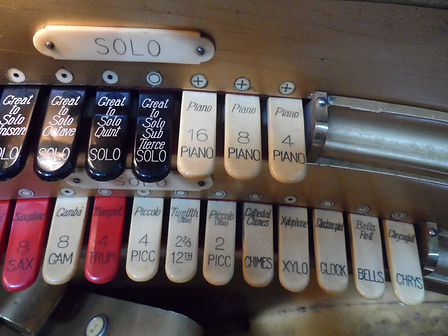 SOLO
Great to Solo Unison SOLO
Great to Solo Octave SOLO
Great to Solo Quint SOLO
Great to Solo Sub Tierce SOLO
Piano 16 PIANO
Piano 8 PIANO
Piano 4 PIANO
SOLO
Saxophone 8 SAX
Gamba 8 GAM
Trumpet 4 TRUM
Piccolo 4 PICC
Twelfth 2⅔ 12TH
Piccolo 2 PICC
Cathedral Chimes CHIMES
Xylophone XYLO
Glockenspiel GLOCK
Bells BELLS
Chrysoglott CHRYS